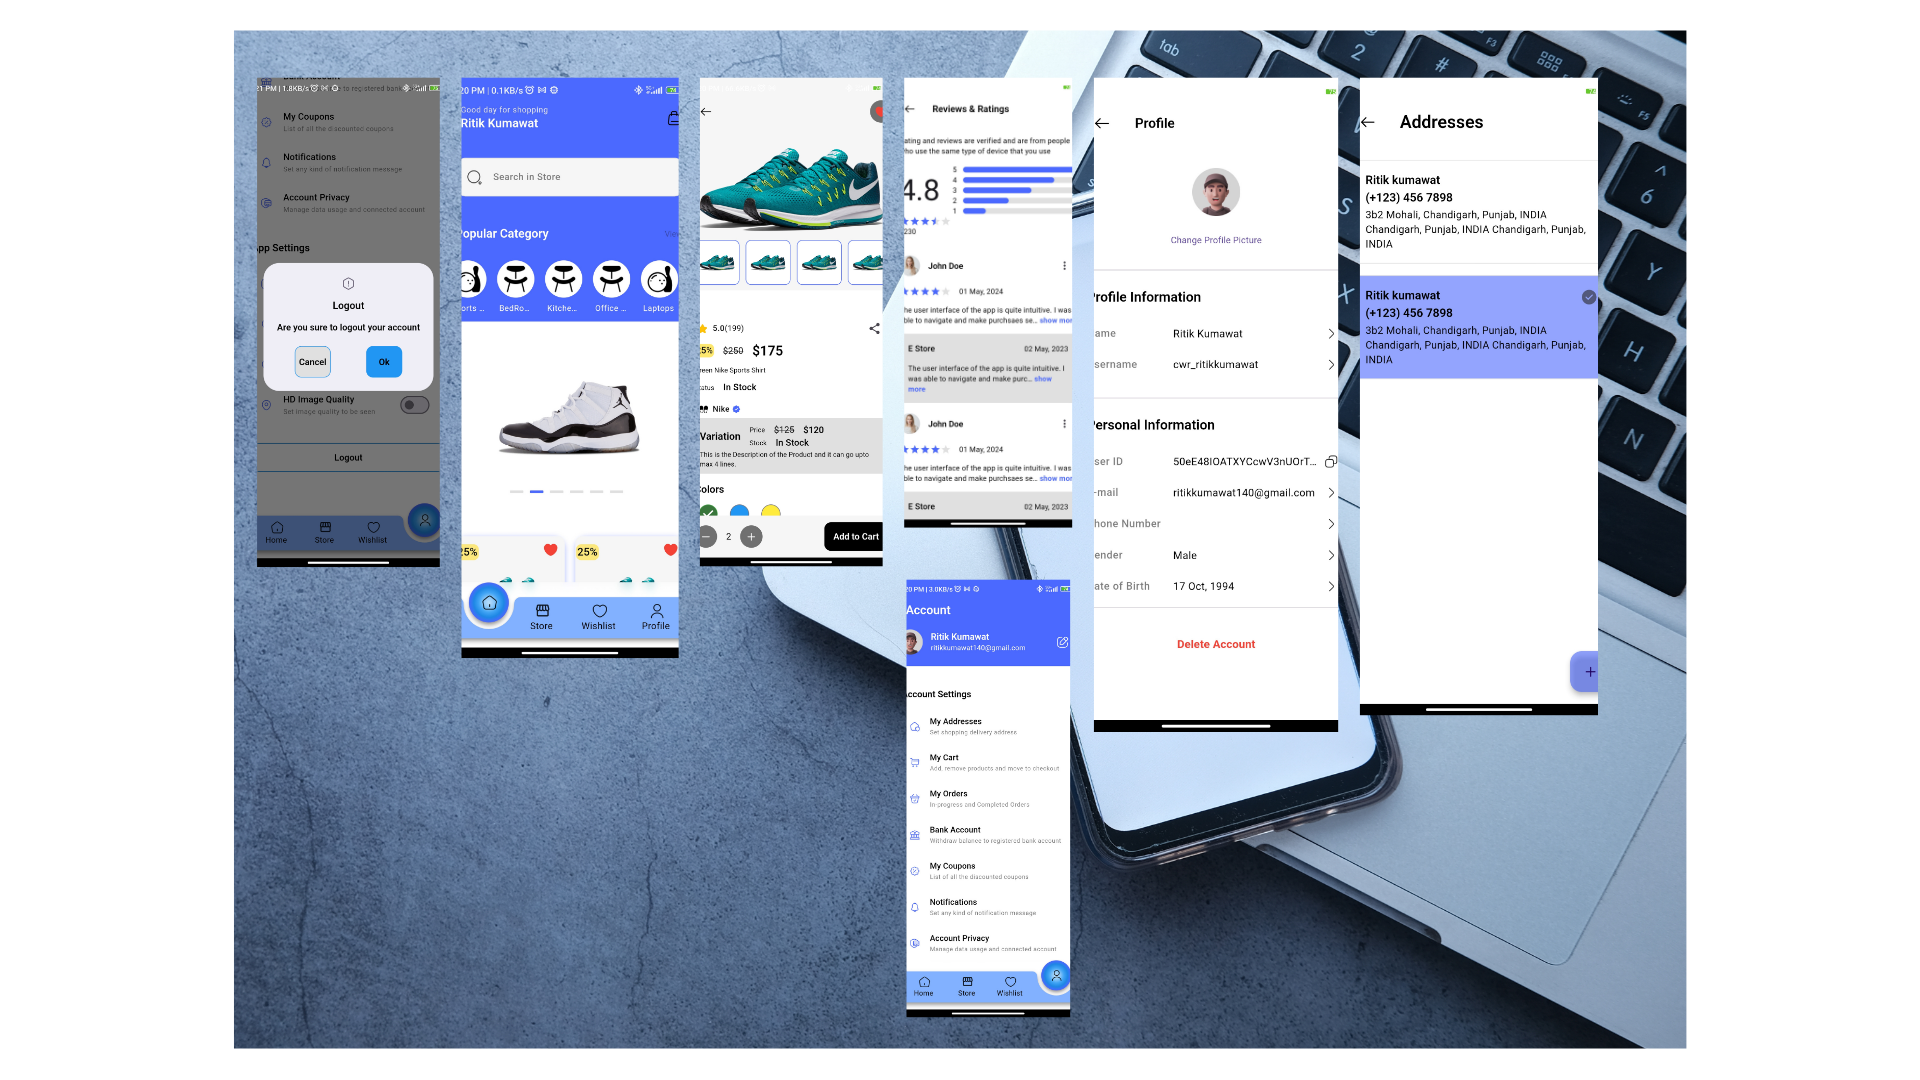 1 PM | 1.8KB/s
to registered bank
My Coupons
List of all the discounted coupons
Notifications
Set any kind of notification message
Account Privacy
Manage data usage and connected account
pp Settings
Logout
Are you sure to logout your account
Cancel
Ok
HD Image Quality
Set image quality to be seen
Logout
Home
Store
Wishlist
20 PM | 0.1KB/s
Good day for shopping
Ritik Kumawat
Search in Store
opular Category
View
orts ...
BedRo...
Kitche...
Office ...
Laptops
25%
25%
Store
Wishlist
Profile
5.0(199)
5%
$250
$175
reen Nike Sports Shirt
tatus
In Stock
Nike
Variation
Price
$125
$120
Stock
In Stock
This is the Description of the Product and it can go upto
max 4 lines.
olors
2
Add to Cart
Reviews & Ratings
ating and reviews are verified and are from people
ho use the same type of device that you use
4.8
5
4
3
2
1
230
John Doe
01 May, 2024
he user interface of the app is quite intuitive. I was
ble to navigate and make purchsaes se... show mor
E Store
02 May, 2023
The user interface of the app is quite intuitive. I
was able to navigate and make purc... show
more
John Doe
01 May, 2024
he user interface of the app is quite intuitive. I was
ble to navigate and make purchsaes se... show mor
E Store
02 May, 2023
20 PM | 3.0KB/s
Account
Ritik Kumawat
ritikkumawat140@gmail.com
ccount Settings
My Addresses
Set shopping delivery address
My Cart
Add, remove products and move to checkout
My Orders
In-progress and Completed Orders
Bank Account
Withdraw balance to registered bank account
My Coupons
List of all the discounted coupons
Notifications
Set any kind of notification message
Account Privacy
Manage data usage and connected account
Home
Store
Wishlist
Profile
Change Profile Picture
rofile Information
ame
Ritik Kumawat
sername
cwr_ritikkumawat
ersonal Information
ser ID
50eE48IOATXYCcwV3nUOrT...
-mail
ritikkumawat140@gmail.com
hone Number
ender
Male
ate of Birth
17 Oct, 1994
Delete Account
Addresses
Ritik kumawat
(+123) 456 7898
3b2 Mohali, Chandigarh, Punjab, INDIA
Chandigarh, Punjab, INDIA Chandigarh, Punjab,
INDIA
Ritik kumawat
(+123) 456 7898
3b2 Mohali, Chandigarh, Punjab, INDIA
Chandigarh, Punjab, INDIA Chandigarh, Punjab,
INDIA
tab
2
#
F3
F5
^
6
S
Y
X
H
N